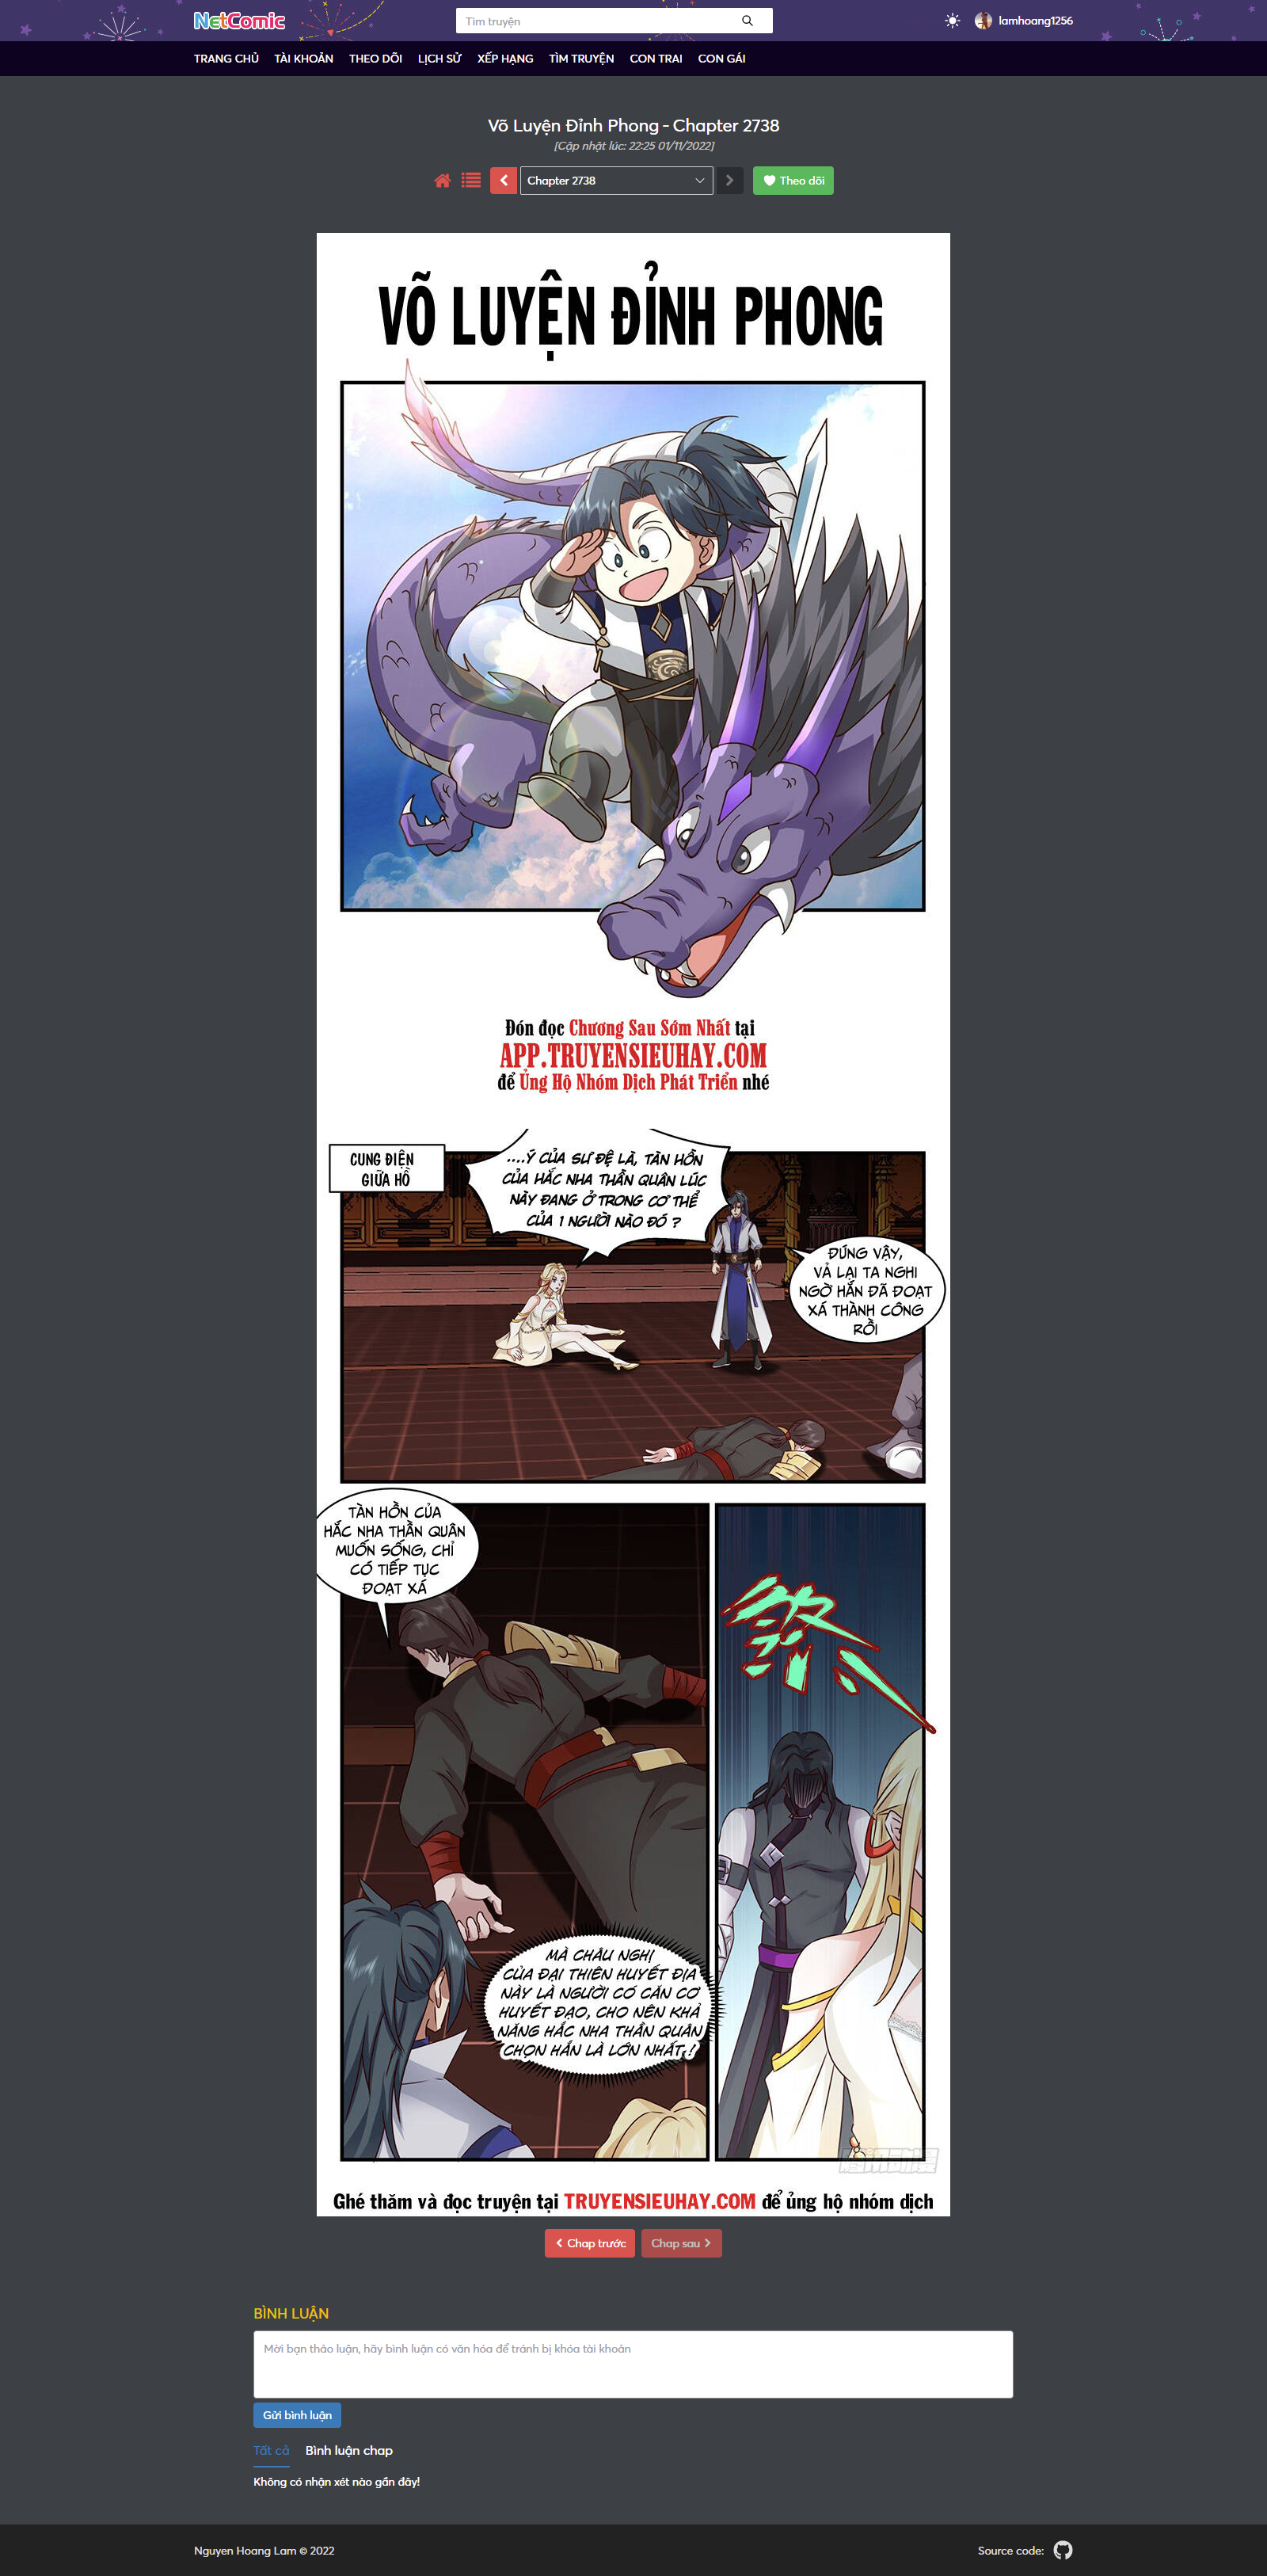 NetComic
Tìm truyện
lamhoang1256
TRANG CHỦ TÀI KHOẢN THEO DÕI LỊCH SỬ XẾP HẠNG TÌM TRUYỆN CON TRAI CON GÁI
Võ Luyện Đỉnh Phong - Chapter 2738
[Cập nhật lúc: 22:25 01/11/2022]
Chapter 2738
Theo dõi
VÕ LUYỆN ĐỈNH PHONG
Đón đọc Chương Sau Sớm Nhất tại
APP.TRUYENSIEUHAY.COM
để Ủng Hộ Nhóm Dịch Phát Triển nhé
CUNG ĐIỆN
GIỮA HỒ
....Ý CỦA SƯ ĐỆ LÀ, TÀN HỒN
CỦA HẮC NHA THẦN QUÂN LÚC
NÀY ĐANG Ở TRONG CƠ THỂ
CỦA 1 NGƯỜI NÀO ĐÓ ?
ĐÚNG VẬY,
VẢ LẠI TA NGHI
NGỜ HẮN ĐÃ ĐOẠT
XÁ THÀNH CÔNG
RỒI
TÀN HỒN CỦA
HẮC NHA THẦN QUÂN
MUỐN SỐNG, CHỈ
CÓ TIẾP TỤC
ĐOẠT XÁ
MÀ CHÂU NGHỊ
CỦA ĐẠI THIÊN HUYẾT ĐỊA
NÀY LÀ NGƯỜI CÓ CĂN CƠ
HUYẾT ĐẠO, CHO NÊN KHẢ
NĂNG HẮC NHA THẦN QUÂN
CHỌN HẮN LÀ LỚN NHẤT !
Ghé thăm và đọc truyện tại TRUYENSIEUHAY.COM để ủng hộ nhóm dịch
Chap trước
Chap sau
BÌNH LUẬN
Mời bạn thảo luận, hãy bình luận có văn hóa để tránh bị khóa tài khoản
Gửi bình luận
Tất cả Bình luận chap
Không có nhận xét nào gần đây!
Nguyen Hoang Lam © 2022
Source code: